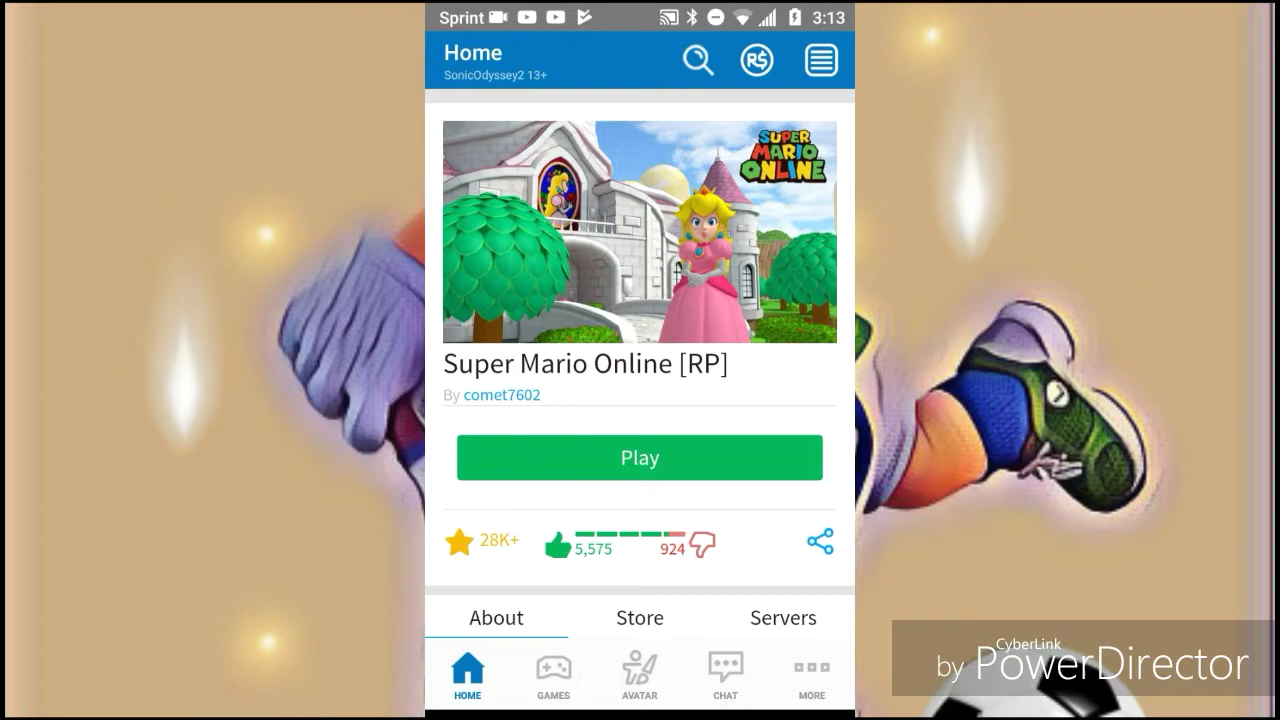 Sprint 3:13
Home
SonicOdyssey2 13+
R$
SUPER
MARIO
ONLINE
Super Mario Online [RP]
By comet7602
Play
28K+ 5,575 924
About Store Servers
HOME GAMES AVATAR CHAT MORE
CyberLink
by PowerDirector